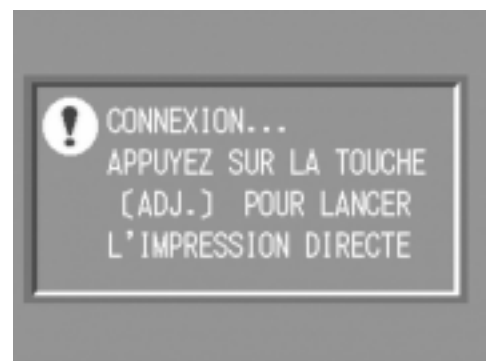 CONNEXION...
APPUYEZ SUR LA TOUCHE
[ADJ.] POUR LANCER
L'IMPRESSION DIRECTE